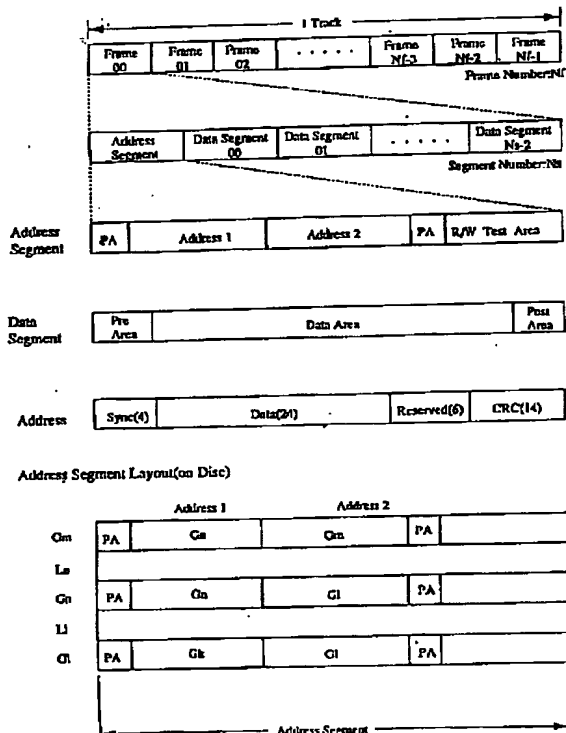 1 Track
Frame 00 Frame 01 Frame 02 · · · · · Frame Nf-3 Frame Nf-2 Frame Nf-1
Frame Number:Nf
Address Segment Data Segment 00 Data Segment 01 · · · · · Data Segment Ns-2
Segment Number:Ns
Address Segment PA Address 1 Address 2 PA R/W Test Area
Data Segment Pre Area Data Area Post Area
Address Sync(4) Data(24) Reserved(6) CRC(14)
Address Segment Layout(on Disc)
Address 1 Address 2
Gm PA Gn Gm PA
Ln
Gn PA Gn Gl PA
Ll
Gl PA Gk Gl PA
Address Segment